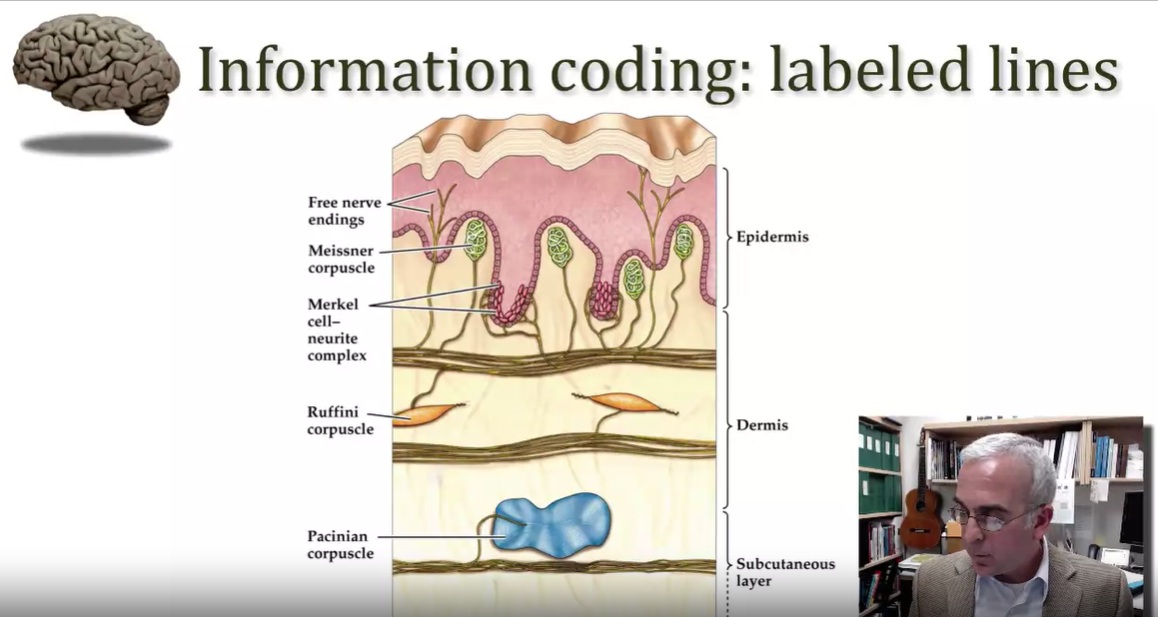 Information coding: labeled lines
Free nerve
endings
Meissner
corpuscle
Merkel
cell–
neurite
complex
Ruffini
corpuscle
Pacinian
corpuscle
Epidermis
Dermis
Subcutaneous
layer